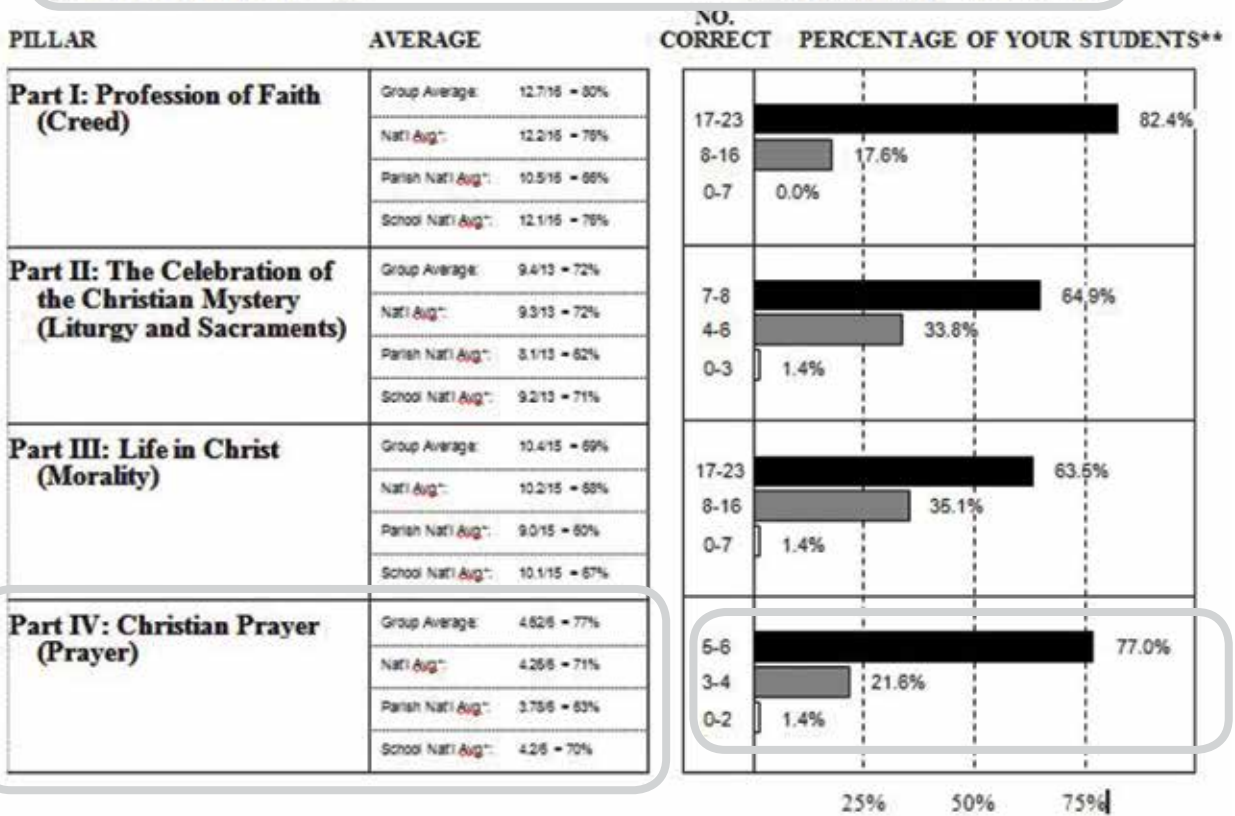 PILLAR
AVERAGE
NO.
CORRECT
PERCENTAGE OF YOUR STUDENTS**
Part I: Profession of Faith
(Creed)
Group Average: 12.7/16 = 80%
Nat'l Avg*: 12.2/16 = 76%
Parish Nat'l Avg*: 10.5/16 = 66%
School Nat'l Avg*: 12.1/16 = 76%
17-23 82.4%
8-16 17.6%
0-7 0.0%
Part II: The Celebration of
the Christian Mystery
(Liturgy and Sacraments)
Group Average: 9.4/13 = 72%
Nat'l Avg*: 9.3/13 = 72%
Parish Nat'l Avg*: 8.1/13 = 62%
School Nat'l Avg*: 9.2/13 = 71%
7-8 64.9%
4-6 33.8%
0-3 1.4%
Part III: Life in Christ
(Morality)
Group Average: 10.4/15 = 69%
Nat'l Avg*: 10.2/15 = 68%
Parish Nat'l Avg*: 9.0/15 = 60%
School Nat'l Avg*: 10.1/15 = 67%
17-23 63.5%
8-16 35.1%
0-7 1.4%
Part IV: Christian Prayer
(Prayer)
Group Average: 4.62/6 = 77%
Nat'l Avg*: 4.26/6 = 71%
Parish Nat'l Avg*: = 63%
School Nat'l Avg*: 4.2/6 = 70%
5-6 77.0%
3-4 21.6%
0-2 1.4%
25% 50% 75%